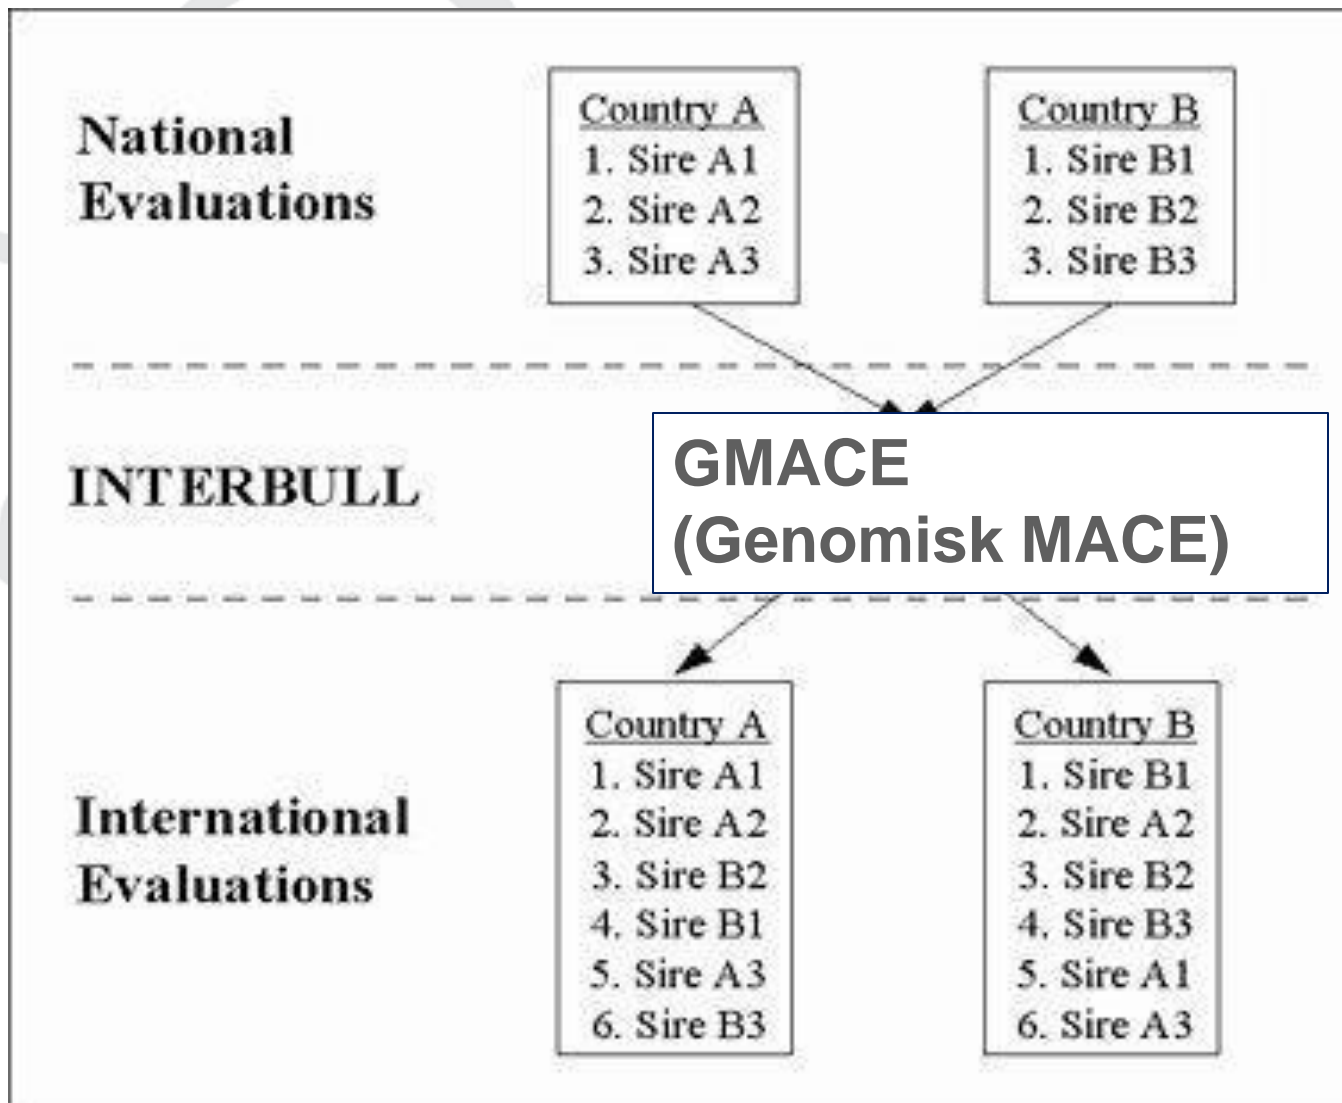 National
Evaluations
Country A
1. Sire A1
2. Sire A2
3. Sire A3
Country B
1. Sire B1
2. Sire B2
3. Sire B3
INTERBULL
GMACE
(Genomisk MACE)
International
Evaluations
Country A
1. Sire A1
2. Sire A2
3. Sire B2
4. Sire B1
5. Sire A3
6. Sire B3
Country B
1. Sire B1
2. Sire A2
3. Sire B2
4. Sire B3
5. Sire A1
6. Sire A3